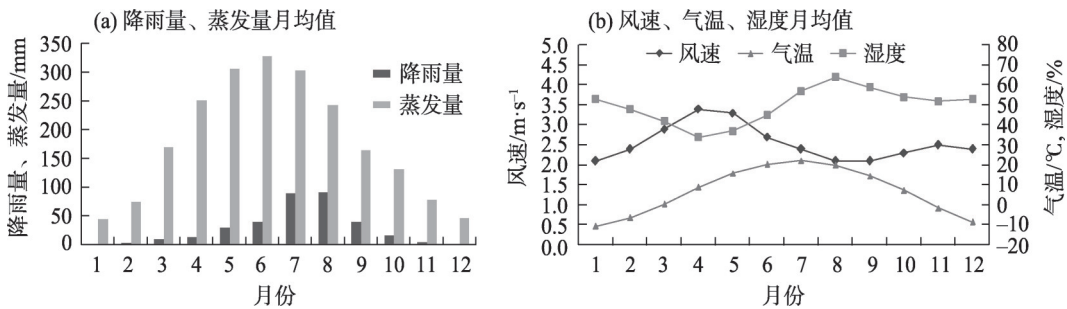 (a) 降雨量、蒸发量月均值
降雨量、蒸发量/mm
350
300
250
200
150
100
50
0
降雨量
蒸发量
1 2 3 4 5 6 7 8 9 10 11 12
月份
(b) 风速、气温、湿度月均值
风速/m·s⁻¹
5.0
4.5
4.0
3.5
3.0
2.5
2.0
1.5
1.0
0.5
0.0
风速 气温 湿度
80
70
60
50
40
30
20
10
0
–10
–20
气温/℃, 湿度/%
1 2 3 4 5 6 7 8 9 10 11 12
月份